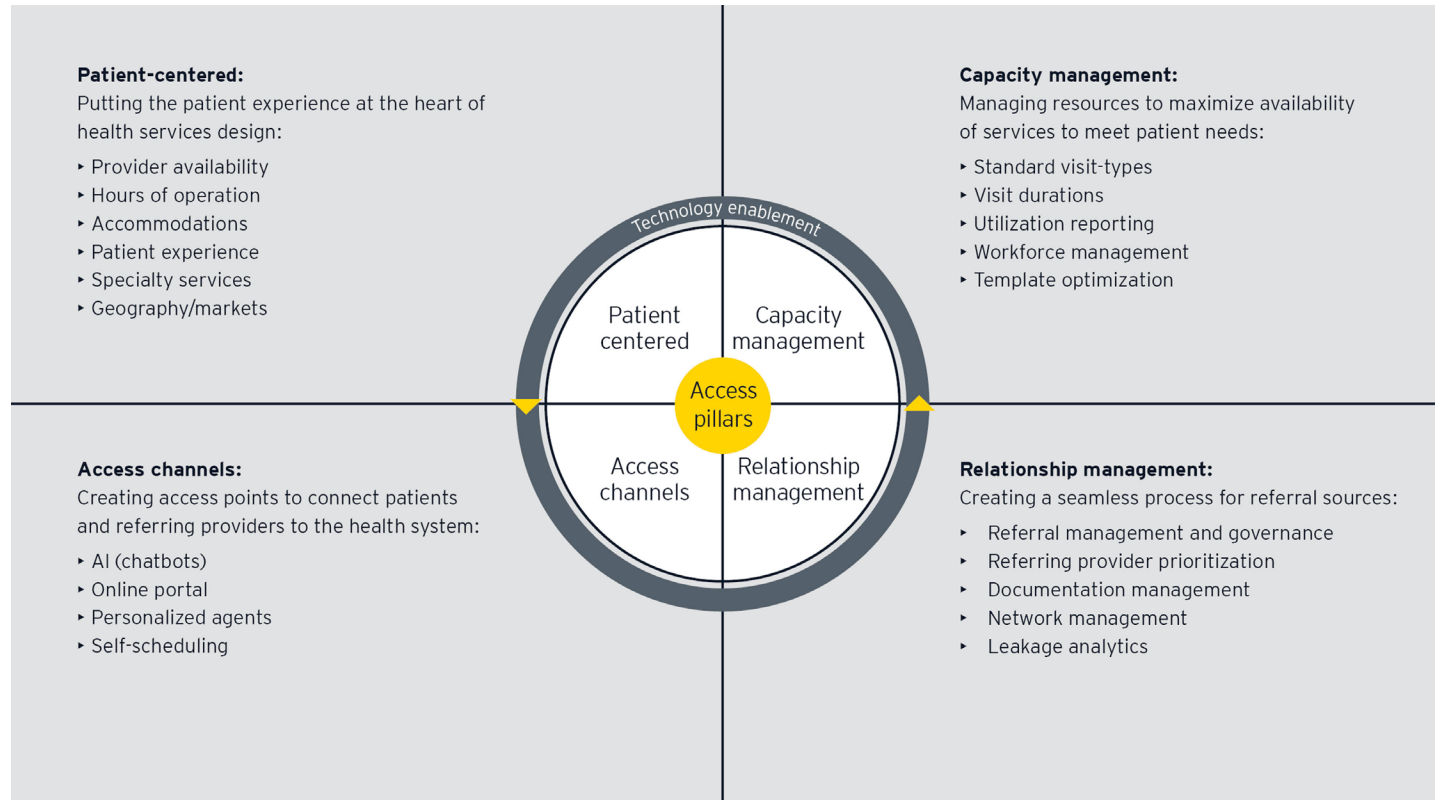 Patient-centered:
Putting the patient experience at the heart of
health services design:
‣ Provider availability
‣ Hours of operation
‣ Accommodations
‣ Patient experience
‣ Specialty services
‣ Geography/markets
Capacity management:
Managing resources to maximize availability
of services to meet patient needs:
‣ Standard visit-types
‣ Visit durations
‣ Utilization reporting
‣ Workforce management
‣ Template optimization
Technology enablement
Patient
centered
Capacity
management
Access
pillars
Access
channels
Relationship
management
Access channels:
Creating access points to connect patients
and referring providers to the health system:
‣ AI (chatbots)
‣ Online portal
‣ Personalized agents
‣ Self-scheduling
Relationship management:
Creating a seamless process for referral sources:
‣ Referral management and governance
‣ Referring provider prioritization
‣ Documentation management
‣ Network management
‣ Leakage analytics